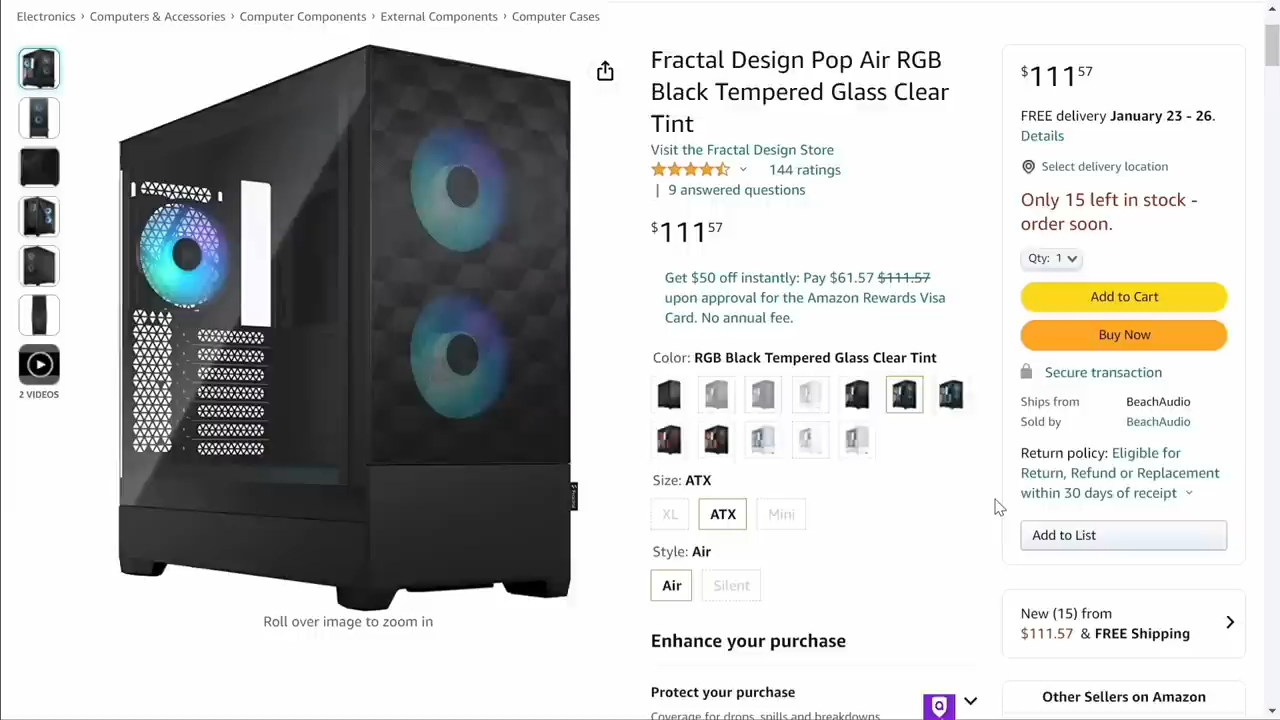 Electronics › Computers & Accessories › Computer Components › External Components › Computer Cases
2 VIDEOS
Roll over image to zoom in
Fractal Design Pop Air RGB
Black Tempered Glass Clear
Tint
Visit the Fractal Design Store
144 ratings
| 9 answered questions
$11157
Get $50 off instantly: Pay $61.57 $111.57
upon approval for the Amazon Rewards Visa
Card. No annual fee.
Color: RGB Black Tempered Glass Clear Tint
Size: ATX
XL ATX Mini
Style: Air
Air Silent
Enhance your purchase
Protect your purchase
Coverage for drops, spills and breakdowns
$11157
FREE delivery January 23 - 26.
Details
Select delivery location
Only 15 left in stock -
order soon.
Qty: 1
Add to Cart
Buy Now
Secure transaction
Ships from BeachAudio
Sold by BeachAudio
Return policy: Eligible for
Return, Refund or Replacement
within 30 days of receipt
Add to List
New (15) from
$111.57 & FREE Shipping
Other Sellers on Amazon